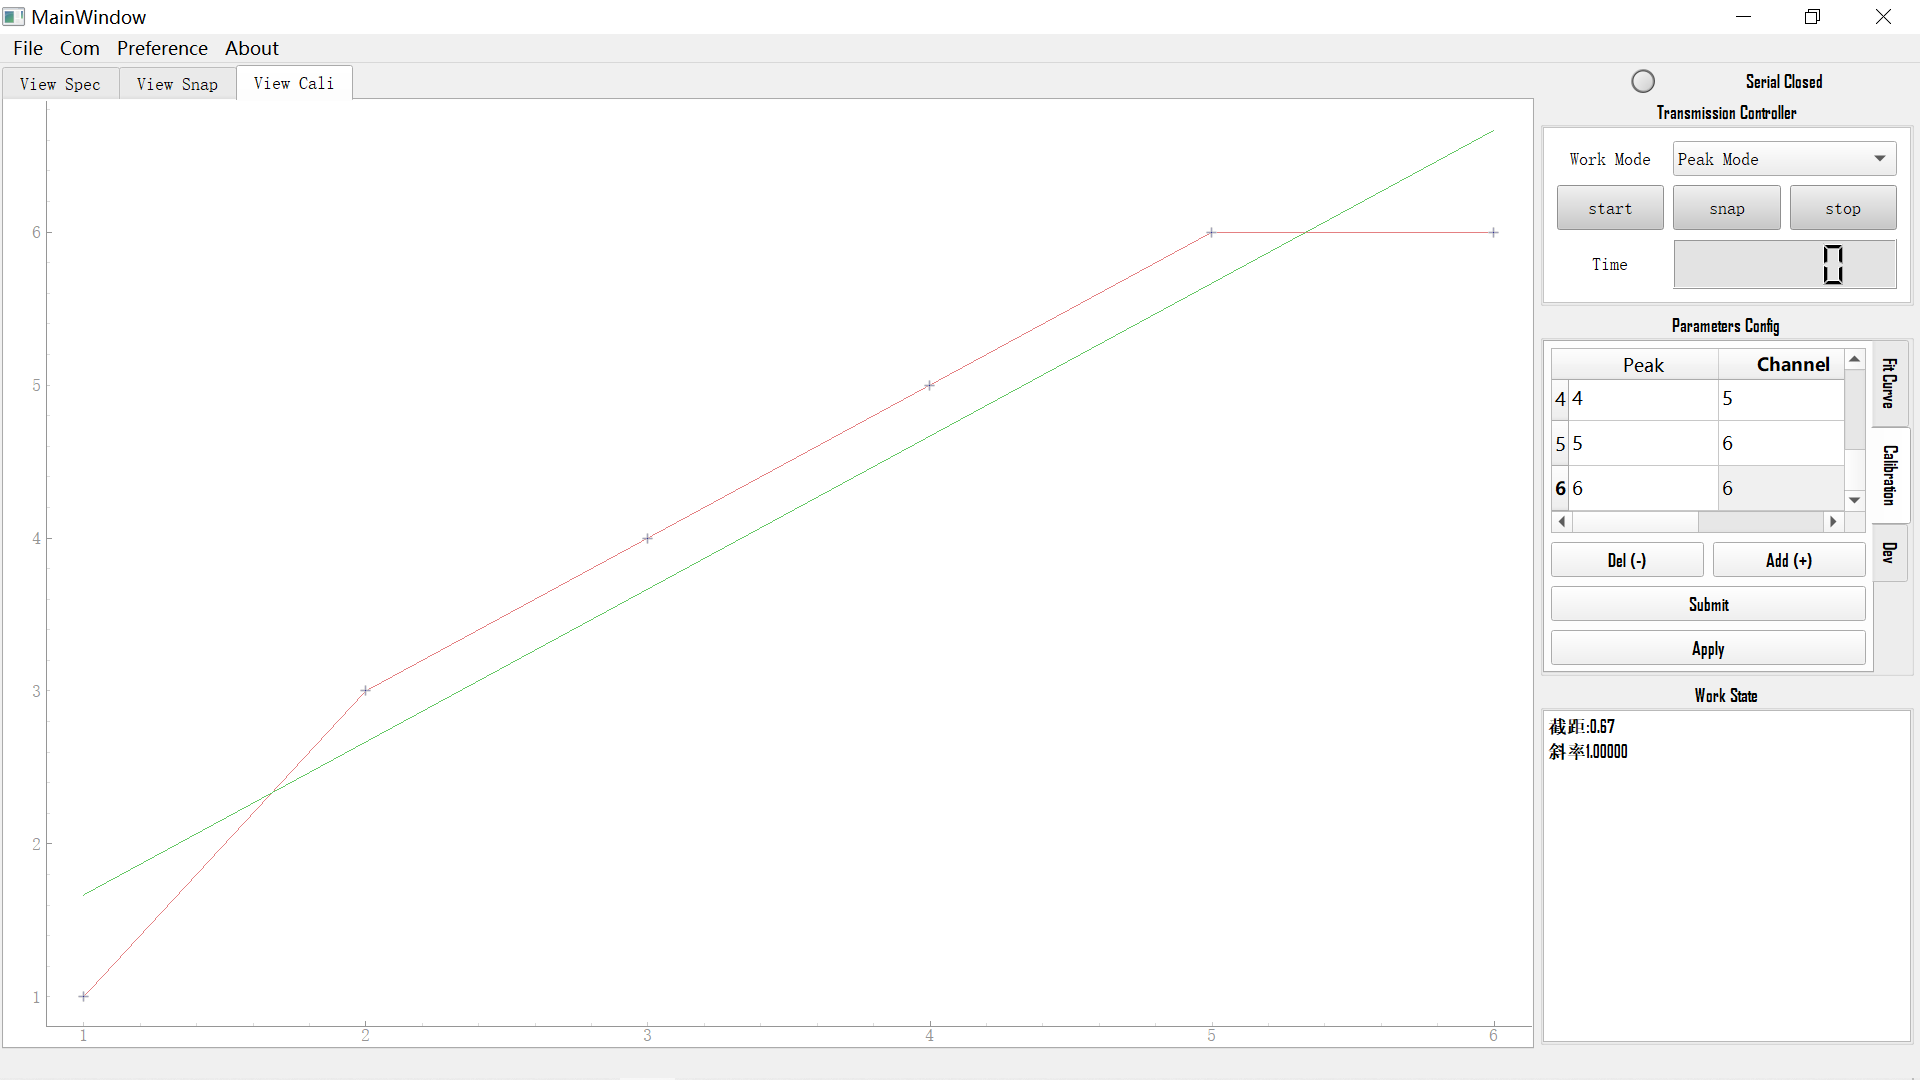 MainWindow
File Com Preference About
View Spec View Snap View Cali
Serial Closed
Transmission Controller
Work Mode Peak Mode
start snap stop
Time 0
Parameters Config
Peak Channel
4 4 5
5 5 6
6 6 6
Fit Curve
Calibration
Dev
Del (-) Add (+)
Submit
Apply
Work State
截距:0.67
斜率1.00000
6
5
4
3
2
1
1 2 3 4 5 6